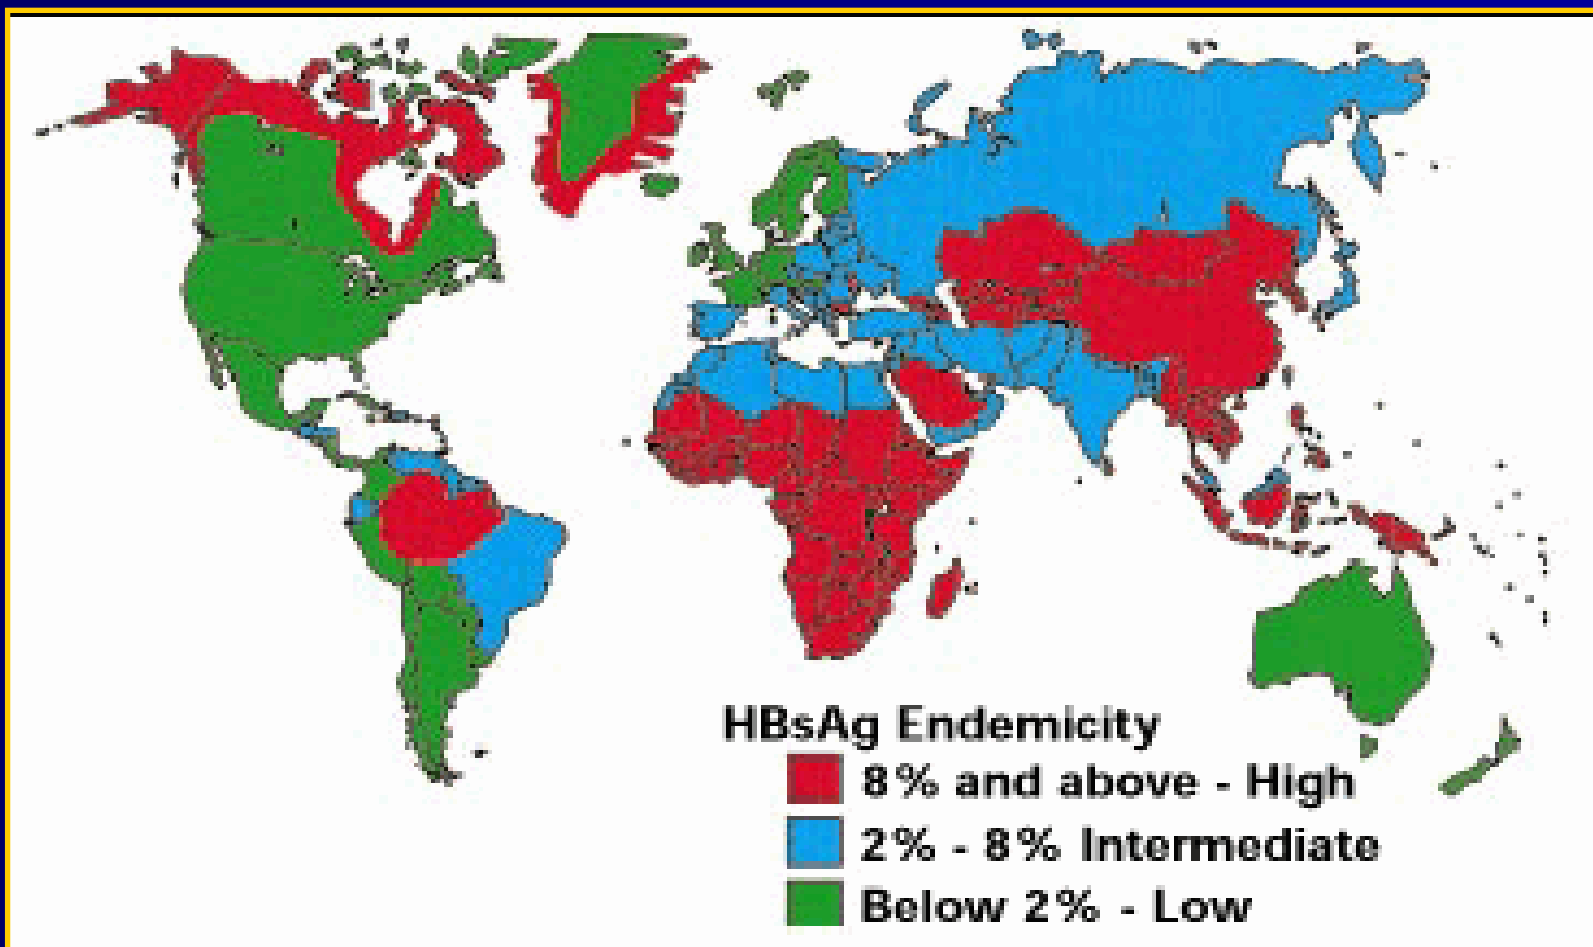 HBsAg Endemicity
8% and above - High
2% - 8% Intermediate
Below 2% - Low